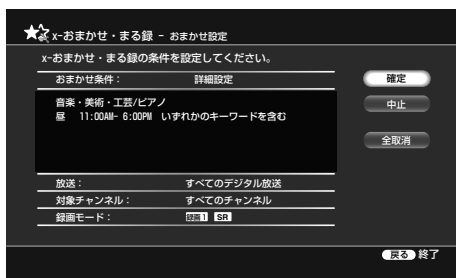 x-おまかせ・まる録 - おまかせ設定
x-おまかせ・まる録の条件を設定してください。
おまかせ条件： 詳細設定
確定
音楽・美術・工芸/ピアノ
昼 11:00AM- 6:00PM いずれかのキーワードを含む
中止
全取消
放送： すべてのデジタル放送
対象チャンネル： すべてのチャンネル
録画モード： 録画1 SR
戻る 終了